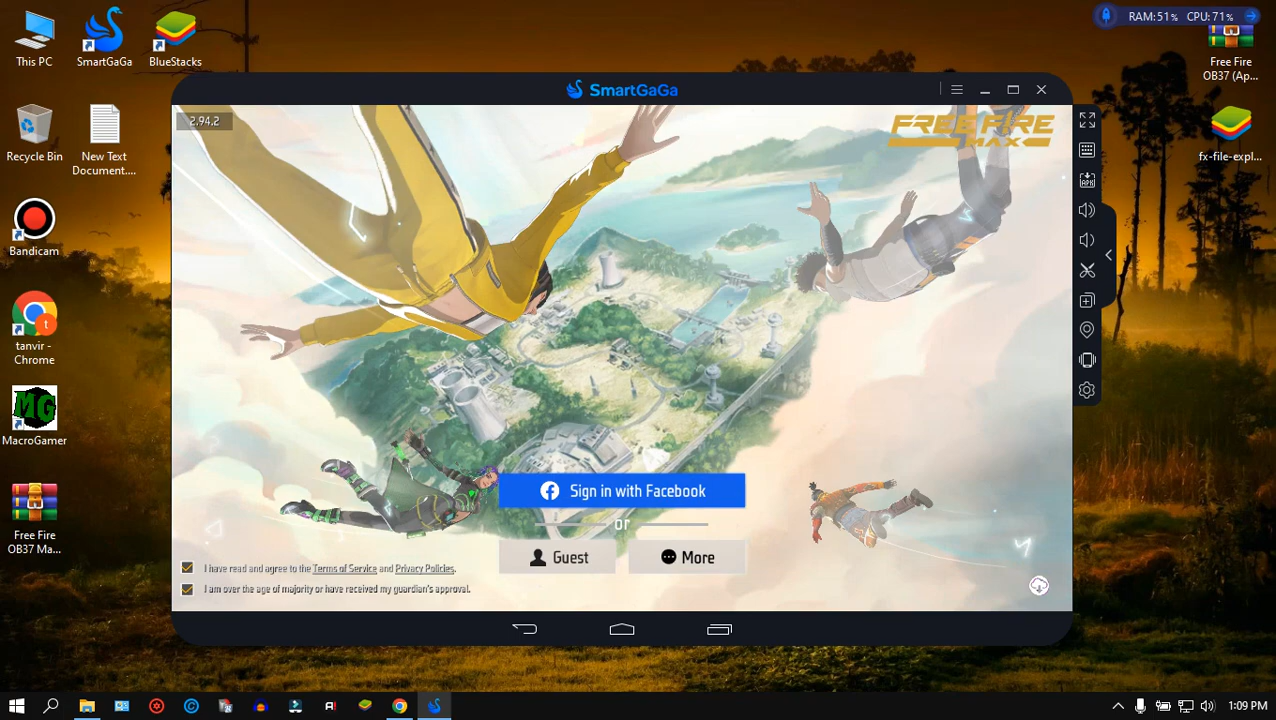 RAM:51% CPU:71%
This PC
SmartGaGa
BlueStacks
Free Fire
OB37 (Ap...
SmartGaGa
2.94.2
FREE FIRE
MAX
APK
Recycle Bin
New Text
Document....
fx-file-expl...
Bandicam
tanvir -
Chrome
t
MG
MacroGamer
Free Fire
OB37 Ma...
Sign in with Facebook
or
Guest
More
I have read and agree to the Terms of Service and Privacy Policies.
I am over the age of majority or have received my guardian's approval.
1:09 PM